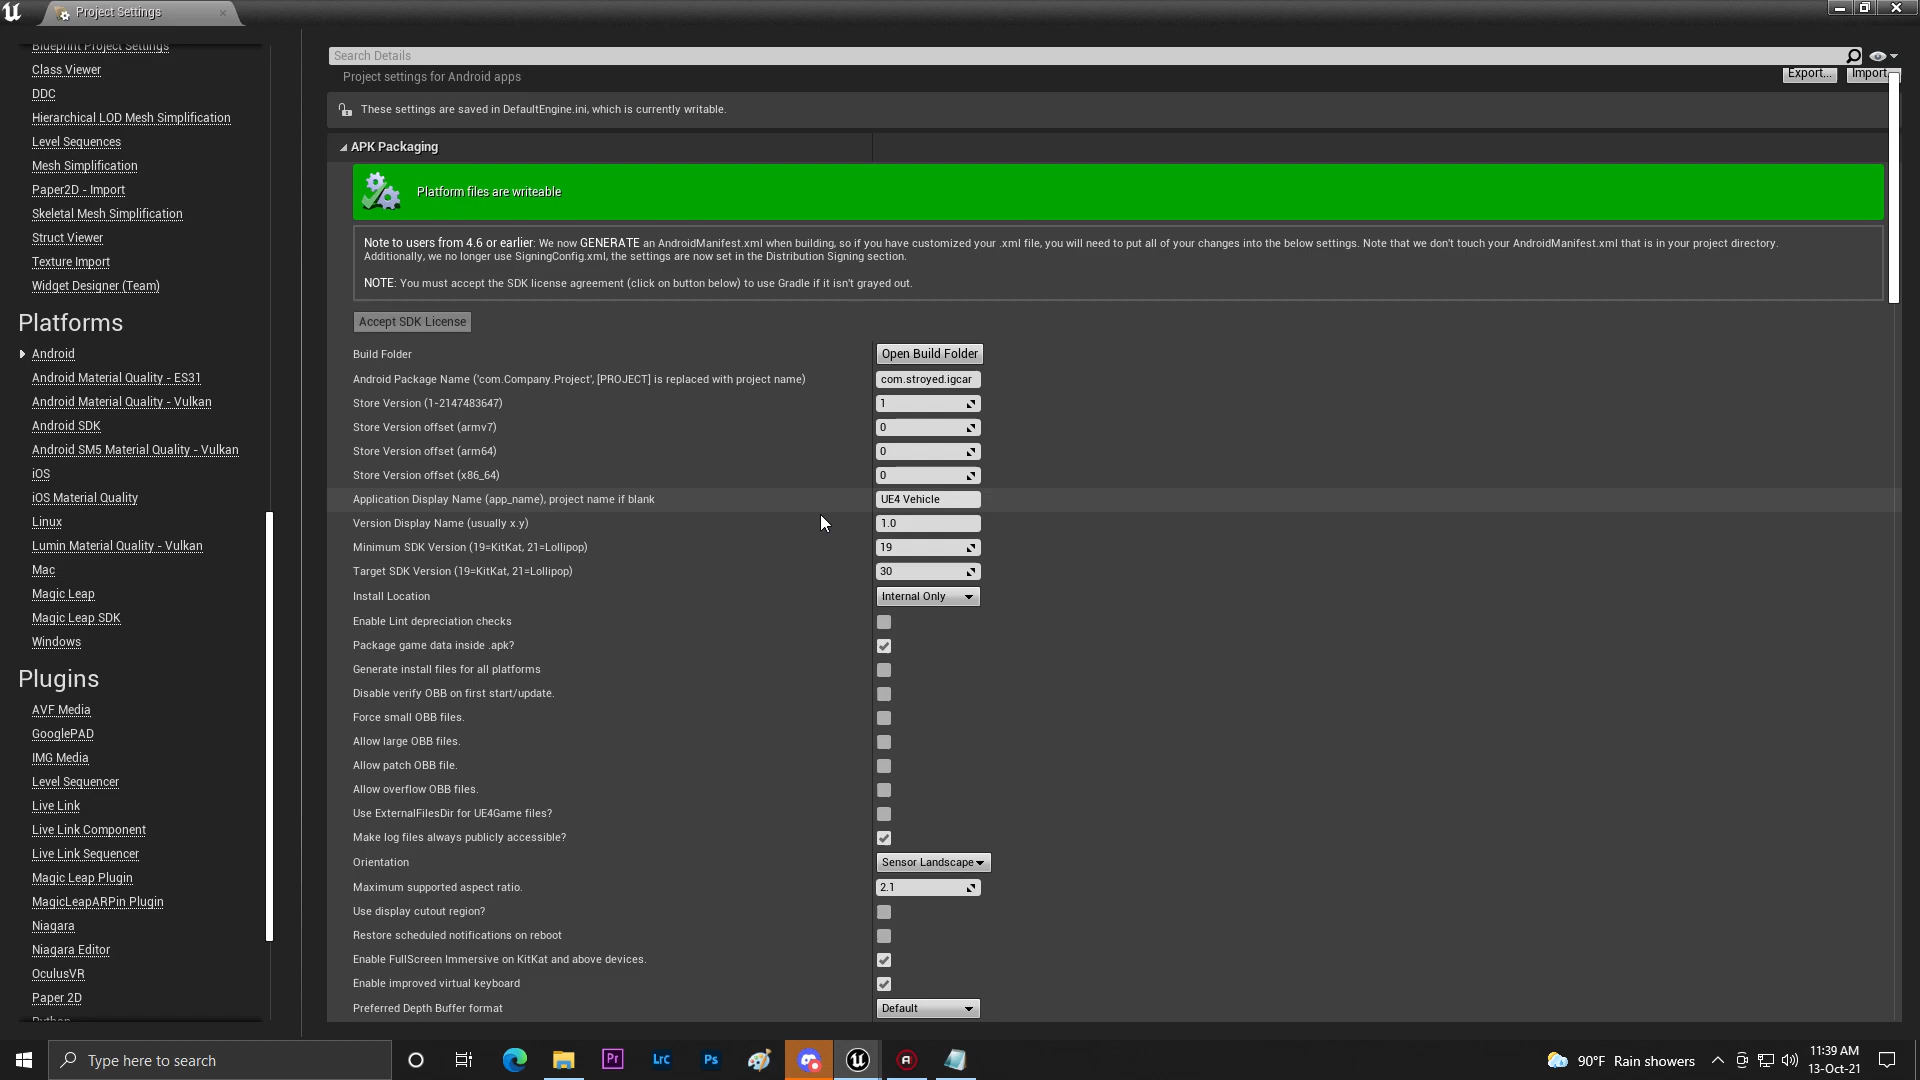 Project Settings
Blueprint Project Settings
Class Viewer
DDC
Hierarchical LOD Mesh Simplification
Level Sequences
Mesh Simplification
Paper2D - Import
Skeletal Mesh Simplification
Struct Viewer
Texture Import
Widget Designer (Team)
Platforms
Android
Android Material Quality - ES31
Android Material Quality - Vulkan
Android SDK
Android SM5 Material Quality - Vulkan
iOS
iOS Material Quality
Linux
Lumin Material Quality - Vulkan
Mac
Magic Leap
Magic Leap SDK
Windows
Plugins
AVF Media
GooglePAD
IMG Media
Level Sequencer
Live Link
Live Link Component
Live Link Sequencer
Magic Leap Plugin
MagicLeapARPin Plugin
Niagara
Niagara Editor
OculusVR
Paper 2D
Python
Search Details
Project settings for Android apps
Export... Import...
These settings are saved in DefaultEngine.ini, which is currently writable.
APK Packaging
Platform files are writeable
Note to users from 4.6 or earlier: We now GENERATE an AndroidManifest.xml when building, so if you have customized your .xml file, you will need to put all of your changes into the below settings. Note that we don't touch your AndroidManifest.xml that is in your project directory.
Additionally, we no longer use SigningConfig.xml, the settings are now set in the Distribution Signing section.
NOTE: You must accept the SDK license agreement (click on button below) to use Gradle if it isn't grayed out.
Accept SDK License
Build Folder Open Build Folder
Android Package Name ('com.Company.Project', [PROJECT] is replaced with project name) com.stroyed.igcar
Store Version (1-2147483647) 1
Store Version offset (armv7) 0
Store Version offset (arm64) 0
Store Version offset (x86_64) 0
Application Display Name (app_name), project name if blank UE4 Vehicle
Version Display Name (usually x.y) 1.0
Minimum SDK Version (19=KitKat, 21=Lollipop) 19
Target SDK Version (19=KitKat, 21=Lollipop) 30
Install Location Internal Only
Enable Lint depreciation checks
Package game data inside .apk?
Generate install files for all platforms
Disable verify OBB on first start/update.
Force small OBB files.
Allow large OBB files.
Allow patch OBB file.
Allow overflow OBB files.
Use ExternalFilesDir for UE4Game files?
Make log files always publicly accessible?
Orientation Sensor Landscape
Maximum supported aspect ratio. 2.1
Use display cutout region?
Restore scheduled notifications on reboot
Enable FullScreen Immersive on KitKat and above devices.
Enable improved virtual keyboard
Preferred Depth Buffer format Default
Type here to search
Pr
Lrc
Ps
90°F Rain showers
11:39 AM
13-Oct-21